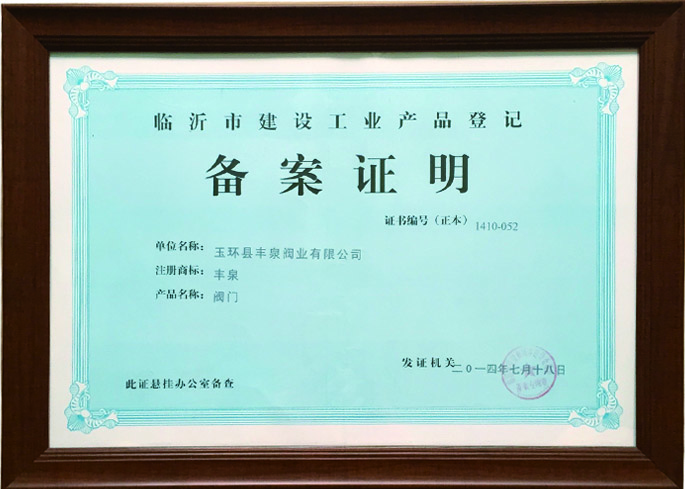 临沂市建设工业产品登记
备案证明
证书编号（正本）1410-052
单位名称：玉环县丰泉阀业有限公司
注册商标：丰泉
产品名称：阀门
发证机关
二0一四年七月十八日
此证悬挂办公室备查